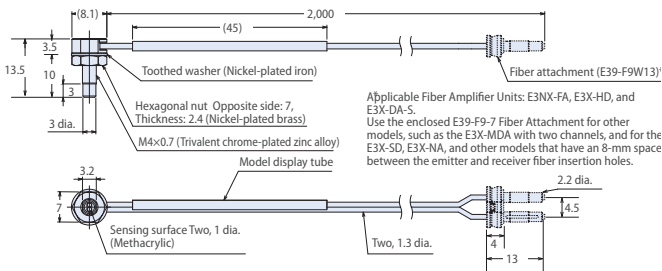 (8.1)
2,000
(45)
3.5
13.5
10
3
3 dia.
Toothed washer (Nickel-plated iron)
Hexagonal nut Opposite side: 7,
Thickness: 2.4 (Nickel-plated brass)
M4×0.7 (Trivalent chrome-plated zinc alloy)
Fiber attachment (E39-F9W13)*
*Applicable Fiber Amplifier Units: E3NX-FA, E3X-HD, and
E3X-DA-S.
Use the enclosed E39-F9-7 Fiber Attachment for other
models, such as the E3X-MDA with two channels, and for the
E3X-SD, E3X-NA, and other models that have an 8-mm space
between the emitter and receiver fiber insertion holes.
3.2
Model display tube
2.2 dia.
7
4.5
Sensing surface Two, 1 dia.
(Methacrylic)
Two, 1.3 dia.
4
13